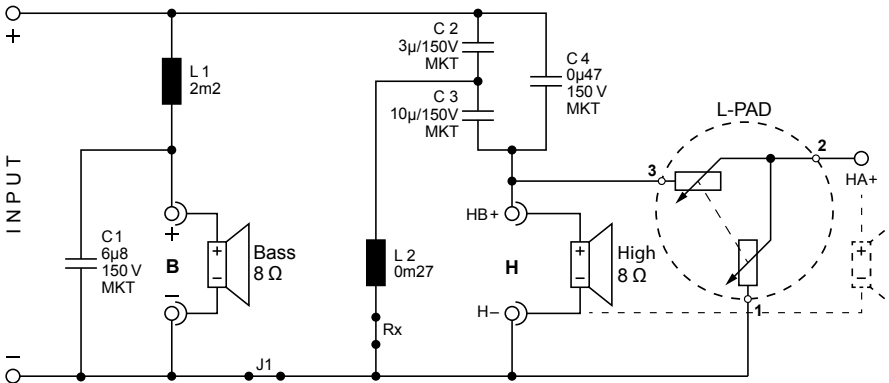 +
INPUT
−
L 1
2m2
C 1
6µ8
150 V
MKT
+
B
−
+
−
Bass
8 Ω
J1
C 2
3µ/150V
MKT
C 3
10µ/150V
MKT
C 4
0µ47
150 V
MKT
L 2
0m27
Rx
HB+
H
H−
+
−
High
8 Ω
L-PAD
3
2
1
HA+
+
−